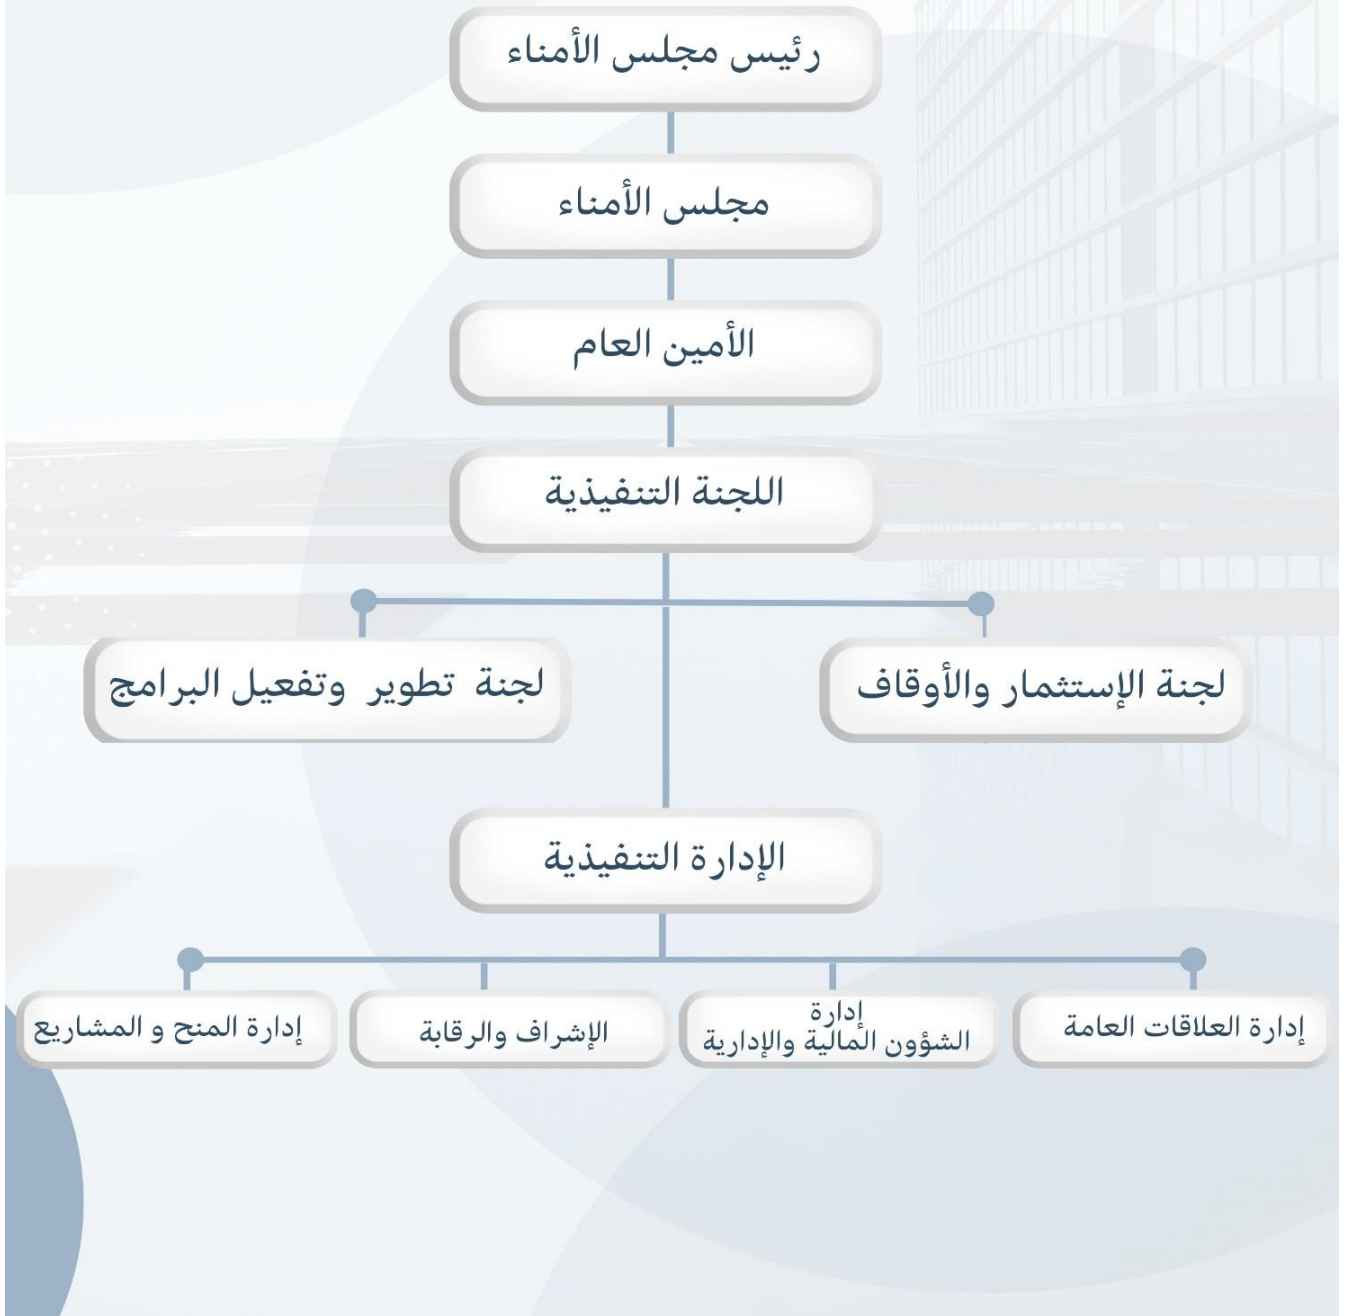 رئيس مجلس الأمناء
مجلس الأمناء
الأمين العام
اللجنة التنفيذية
لجنة الإستثمار والأوقاف
لجنة تطوير وتفعيل البرامج
الإدارة التنفيذية
إدارة العلاقات العامة
إدارة
الشؤون المالية والإدارية
الإشراف والرقابة
إدارة المنح و المشاريع